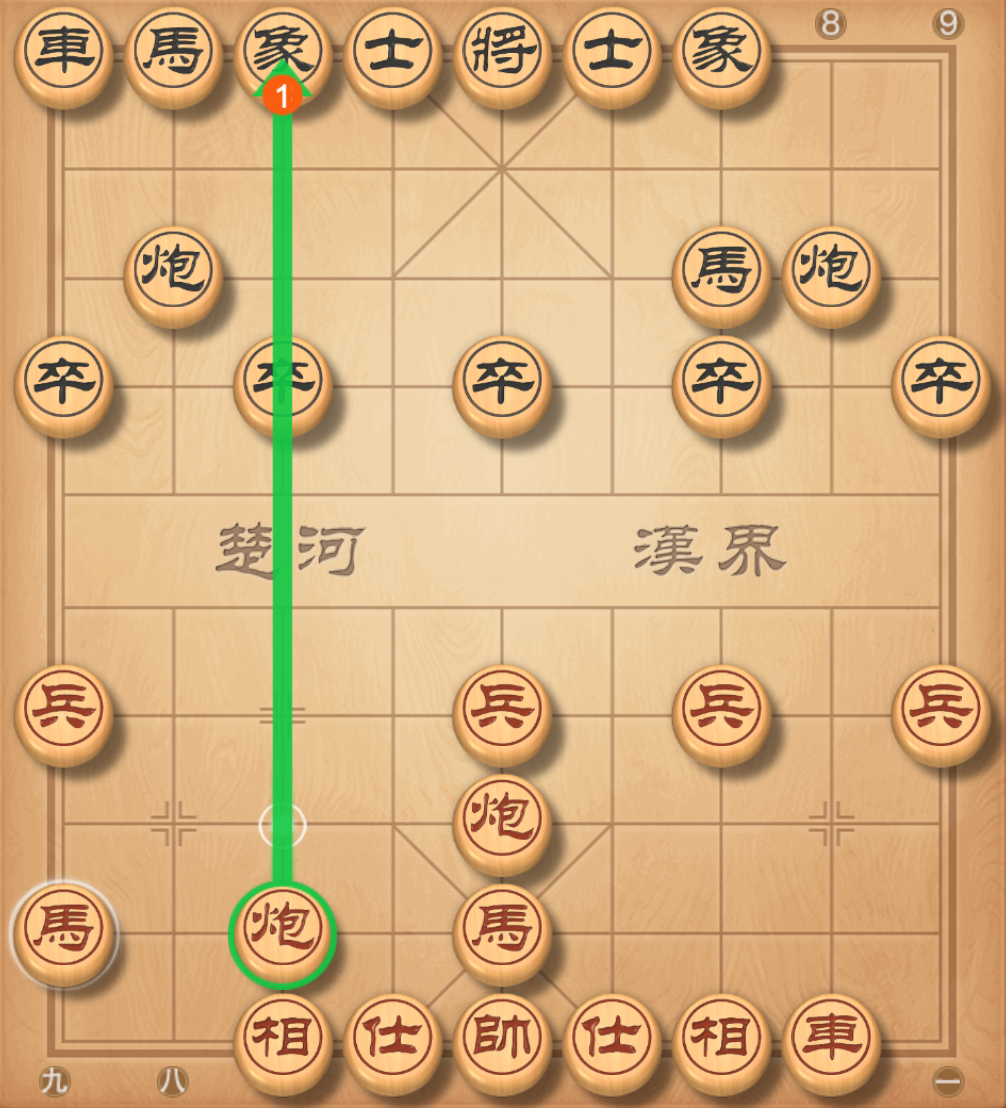 8 9
車 馬 象 士 將 士 象
1
炮 馬 炮
卒 卒 卒 卒 卒
楚河 漢界
兵 兵 兵 兵
炮
馬 炮 馬
相 仕 帥 仕 相 車
九 八 一